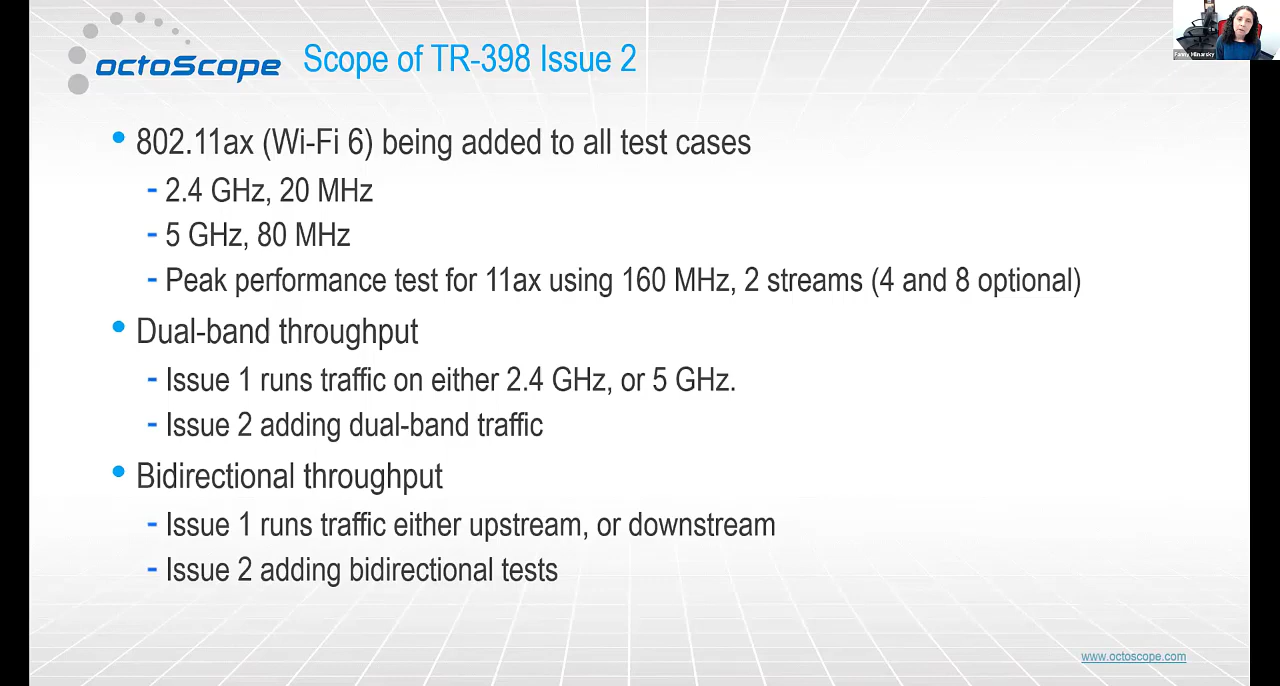 octoScope
Scope of TR-398 Issue 2
Fanny Mlinarsky
• 802.11ax (Wi-Fi 6) being added to all test cases
- 2.4 GHz, 20 MHz
- 5 GHz, 80 MHz
- Peak performance test for 11ax using 160 MHz, 2 streams (4 and 8 optional)
• Dual-band throughput
- Issue 1 runs traffic on either 2.4 GHz, or 5 GHz.
- Issue 2 adding dual-band traffic
• Bidirectional throughput
- Issue 1 runs traffic either upstream, or downstream
- Issue 2 adding bidirectional tests
www.octoscope.com